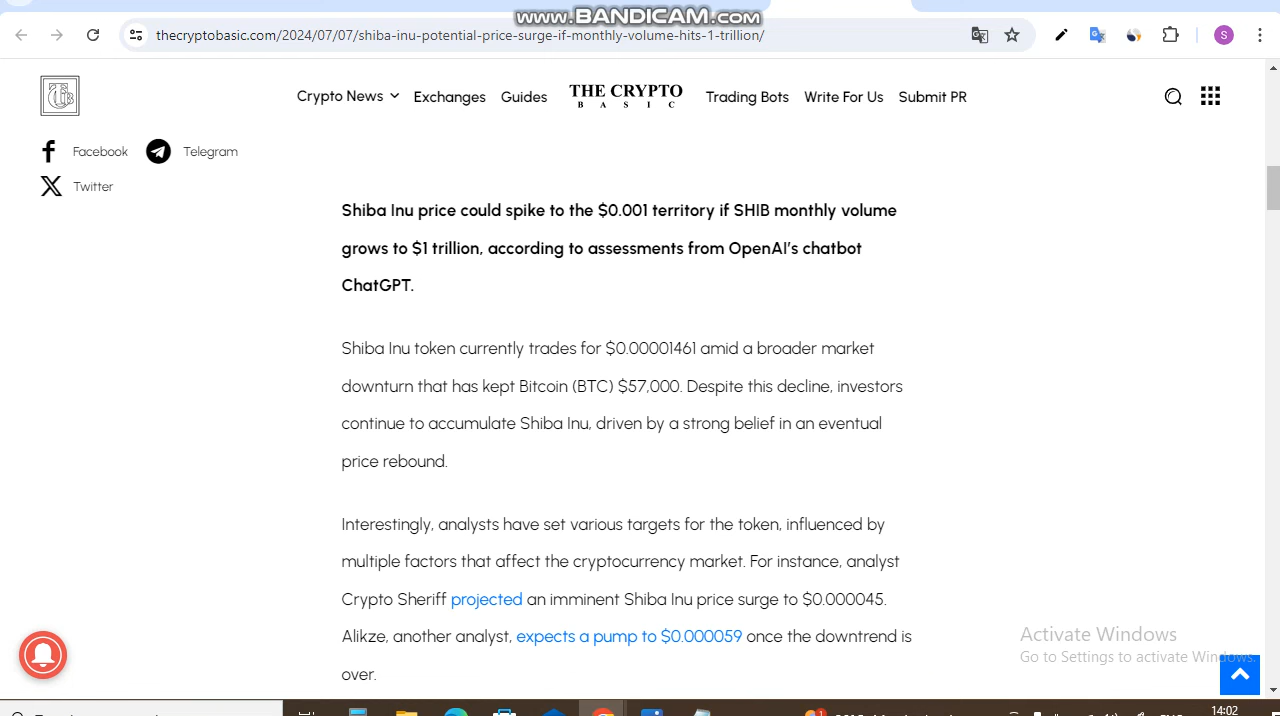 www.BANDICAM.com
thecryptobasic.com/2024/07/07/shiba-inu-potential-price-surge-if-monthly-volume-hits-1-trillion/
S
Crypto News Exchanges Guides THE CRYPTO BASIC Trading Bots Write For Us Submit PR
Facebook Telegram
Twitter
Shiba Inu price could spike to the $0.001 territory if SHIB monthly volume
grows to $1 trillion, according to assessments from OpenAI’s chatbot
ChatGPT.
Shiba Inu token currently trades for $0.00001461 amid a broader market
downturn that has kept Bitcoin (BTC) $57,000. Despite this decline, investors
continue to accumulate Shiba Inu, driven by a strong belief in an eventual
price rebound.
Interestingly, analysts have set various targets for the token, influenced by
multiple factors that affect the cryptocurrency market. For instance, analyst
Crypto Sheriff projected an imminent Shiba Inu price surge to $0.000045.
Alikze, another analyst, expects a pump to $0.000059 once the downtrend is
over.
Activate Windows
Go to Settings to activate Windows.
14:02